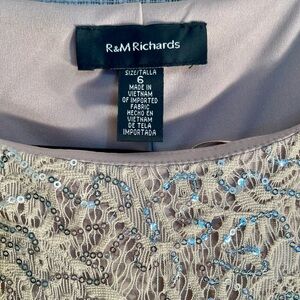 R&M Richards
SIZE/TALLA
6
MADE IN
VIETNAM
OF IMPORTED
FABRIC
HECHO EN
VIETNAM
DE TELA
IMPORTADA